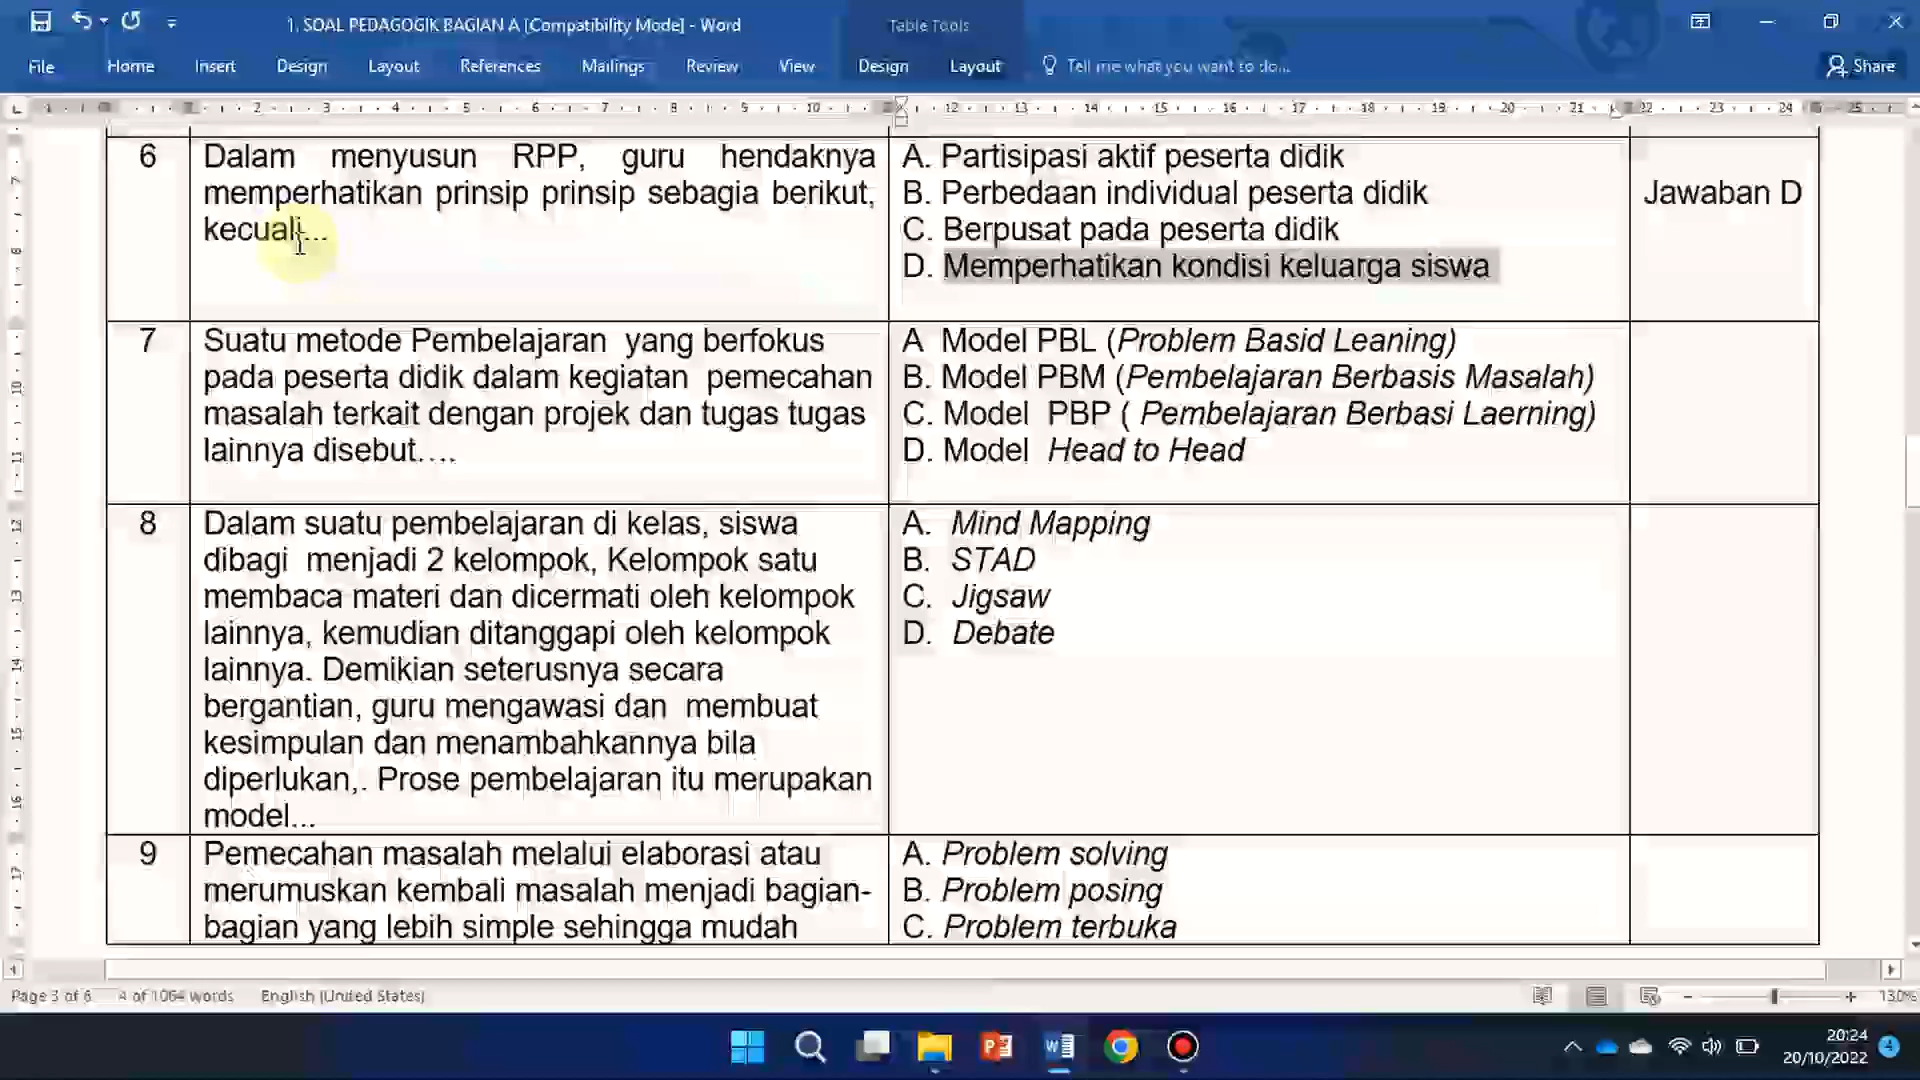 1. SOAL PEDAGOGIK BAGIAN A [Compatibility Mode] - Word
Table Tools
File Home Insert Design Layout References Mailings Review View Design Layout Tell me what you want to do... Share
6
Dalam menyusun RPP, guru hendaknya
memperhatikan prinsip prinsip sebagia berikut,
kecuali...
A. Partisipasi aktif peserta didik
B. Perbedaan individual peserta didik
C. Berpusat pada peserta didik
D. Memperhatikan kondisi keluarga siswa
Jawaban D
7
Suatu metode Pembelajaran yang berfokus
pada peserta didik dalam kegiatan pemecahan
masalah terkait dengan projek dan tugas tugas
lainnya disebut....
A Model PBL (Problem Basid Leaning)
B. Model PBM (Pembelajaran Berbasis Masalah)
C. Model PBP ( Pembelajaran Berbasi Laerning)
D. Model Head to Head
8
Dalam suatu pembelajaran di kelas, siswa
dibagi menjadi 2 kelompok, Kelompok satu
membaca materi dan dicermati oleh kelompok
lainnya, kemudian ditanggapi oleh kelompok
lainnya. Demikian seterusnya secara
bergantian, guru mengawasi dan membuat
kesimpulan dan menambahkannya bila
diperlukan,. Prose pembelajaran itu merupakan
model...
A. Mind Mapping
B. STAD
C. Jigsaw
D. Debate
9
Pemecahan masalah melalui elaborasi atau
merumuskan kembali masalah menjadi bagian-
bagian yang lebih simple sehingga mudah
A. Problem solving
B. Problem posing
C. Problem terbuka
Page 3 of 6 4 of 1064 words English (United States) 130%
20:24
20/10/2022
4